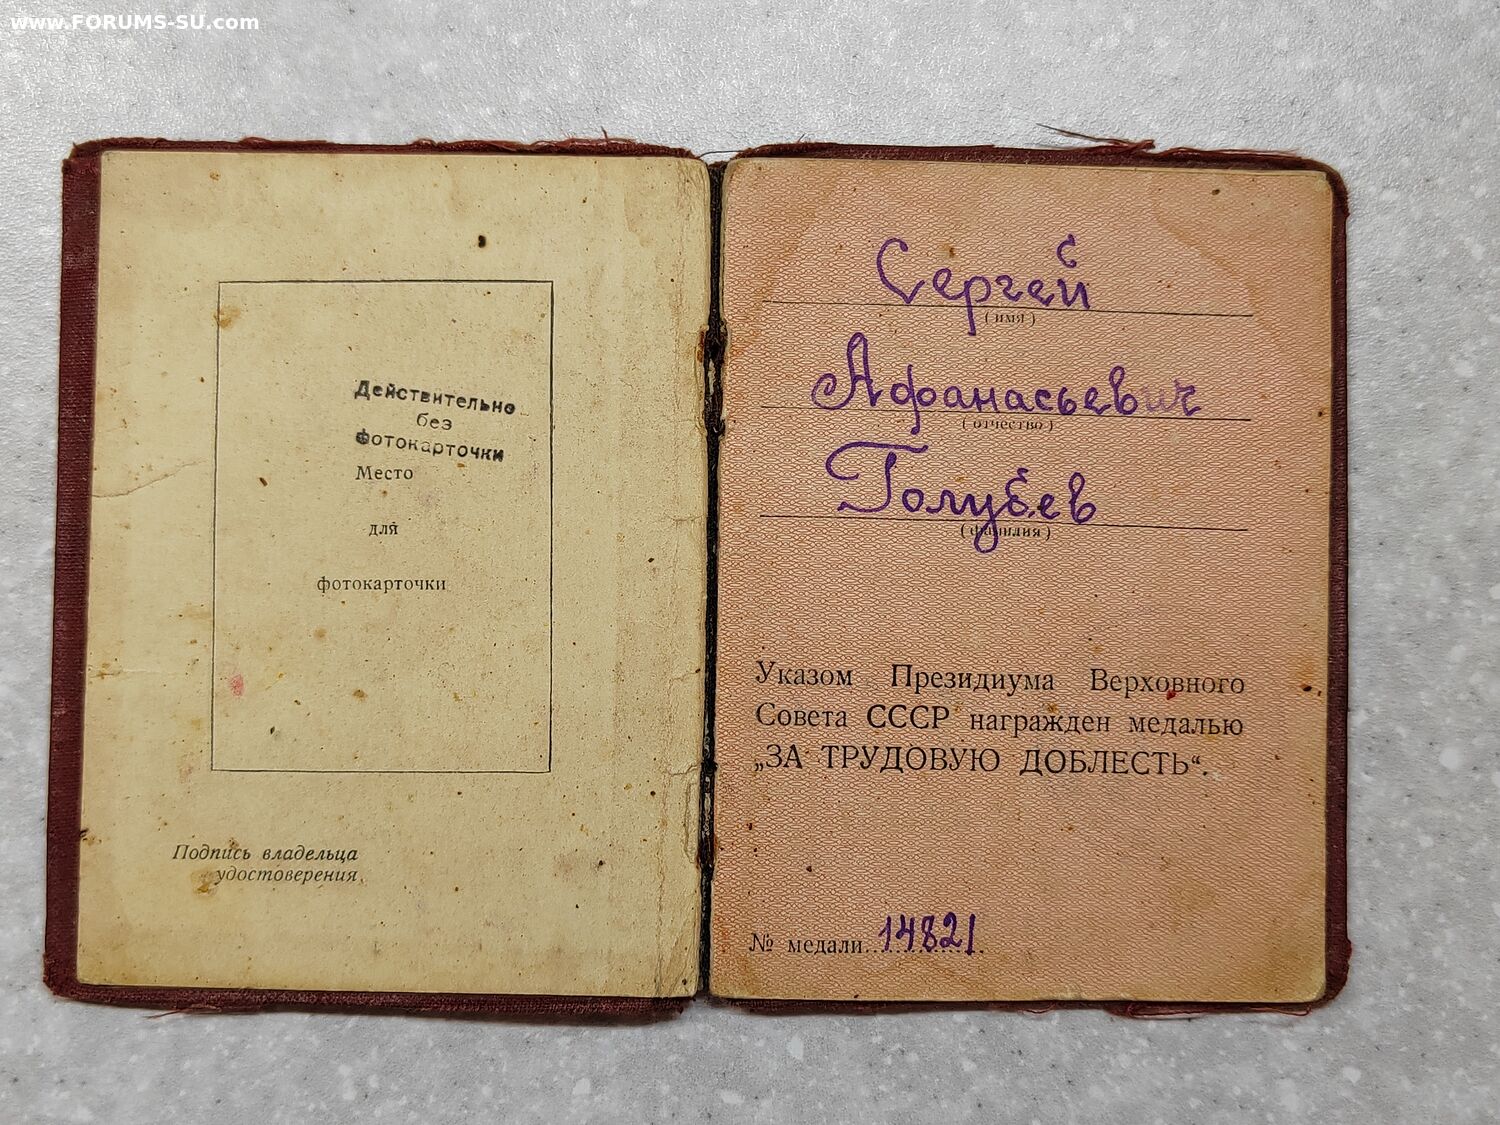 www.FORUMS-SU.com
Действительно
без
фотокарточки
Место
для
фотокарточки
Подпись владельца
удостоверения
Сергей
(имя)
Афанасьевич
(отчество)
Голубев
(фамилия)
Указом Президиума Верховного
Совета СССР награжден медалью
„ЗА ТРУДОВУЮ ДОБЛЕСТЬ“.
№ медали 14821